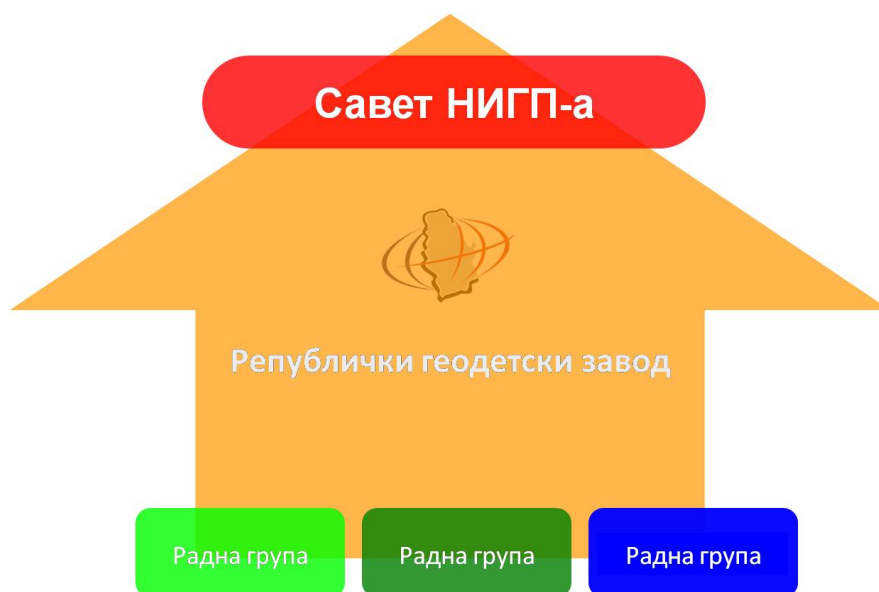 Савет НИГП-а
Републички геодетски завод
Радна група
Радна група
Радна група